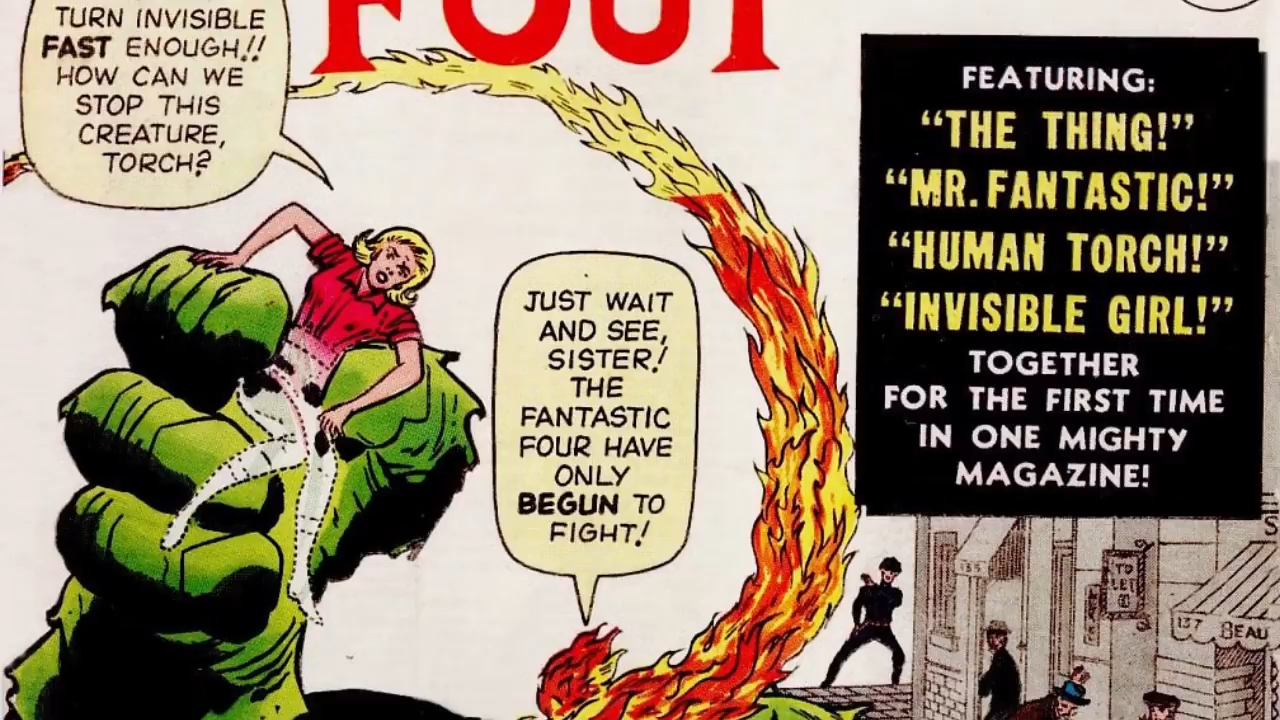 FOUR
TURN INVISIBLE
FAST ENOUGH!!
HOW CAN WE
STOP THIS
CREATURE,
TORCH?
JUST WAIT
AND SEE,
SISTER!
THE
FANTASTIC
FOUR HAVE
ONLY
BEGUN TO
FIGHT!
FEATURING:
"THE THING!"
"MR. FANTASTIC!"
"HUMAN TORCH!"
"INVISIBLE GIRL!"
TOGETHER
FOR THE FIRST TIME
IN ONE MIGHTY
MAGAZINE!
135
TO
LET
137 BEAU